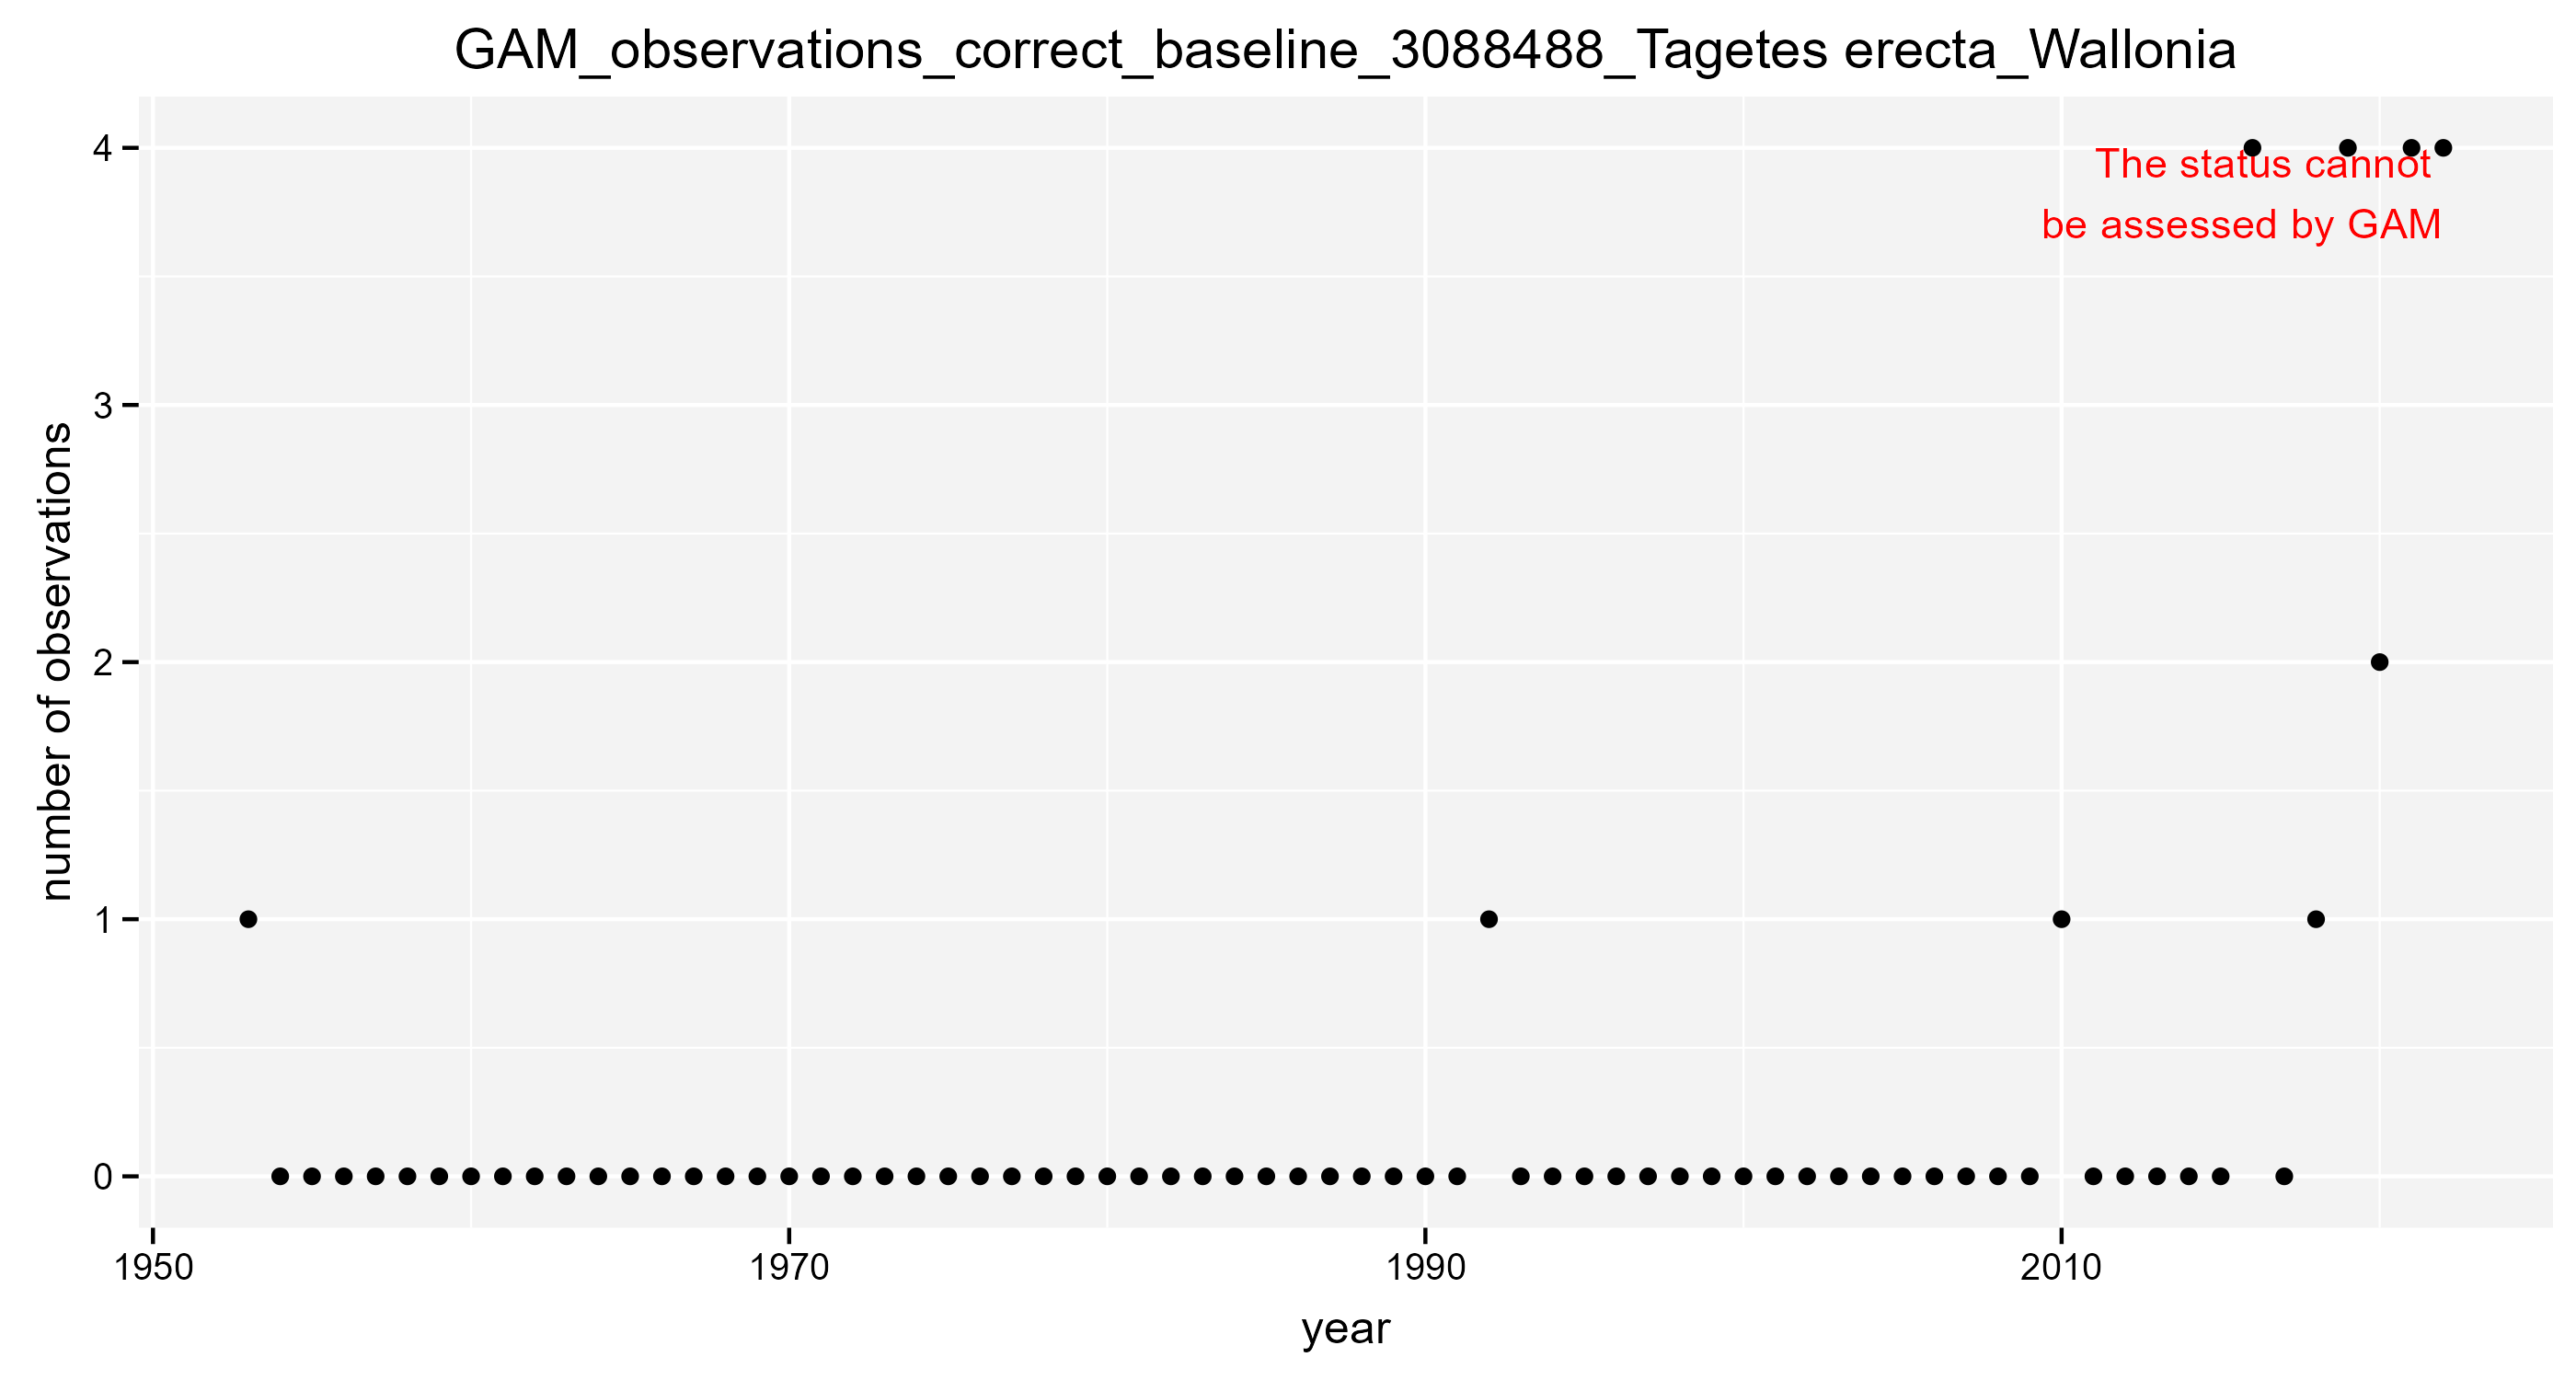 GAM_observations_correct_baseline_3088488_Tagetes erecta_Wallonia
4
The status cannot
be assessed by GAM
3
number of observations
2
1
0
1950 1970 1990 2010
year